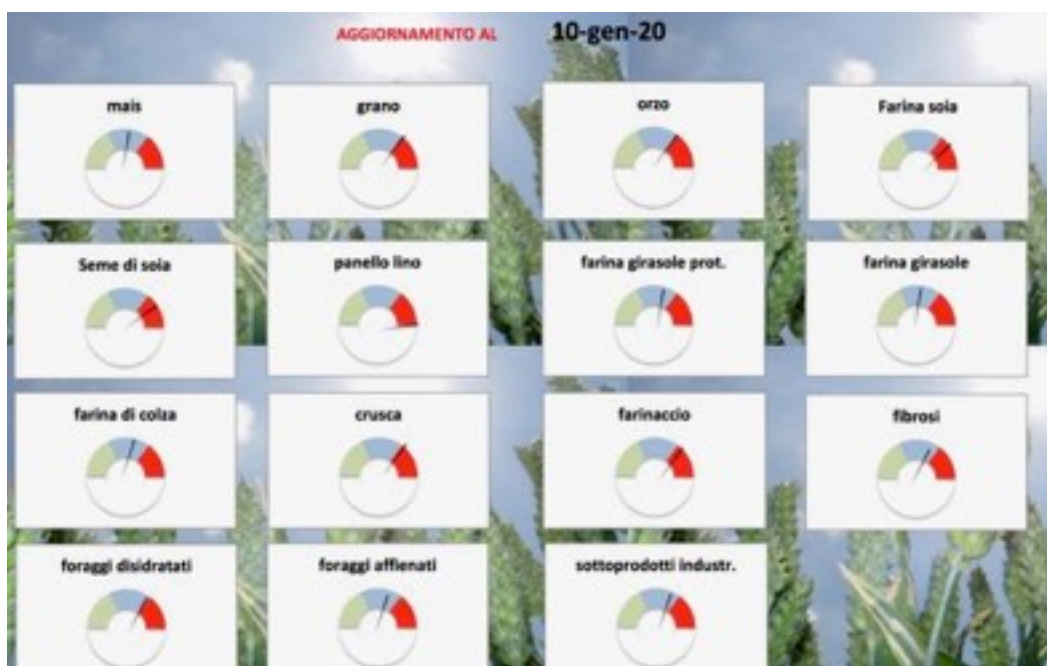 AGGIORNAMENTO AL 10-gen-20
mais
grano
orzo
Farina soia
Seme di soia
panello lino
farina girasole prot.
farina girasole
farina di colza
crusca
farinaccio
fibrosi
foraggi disidratati
foraggi affienati
sottoprodotti industr.